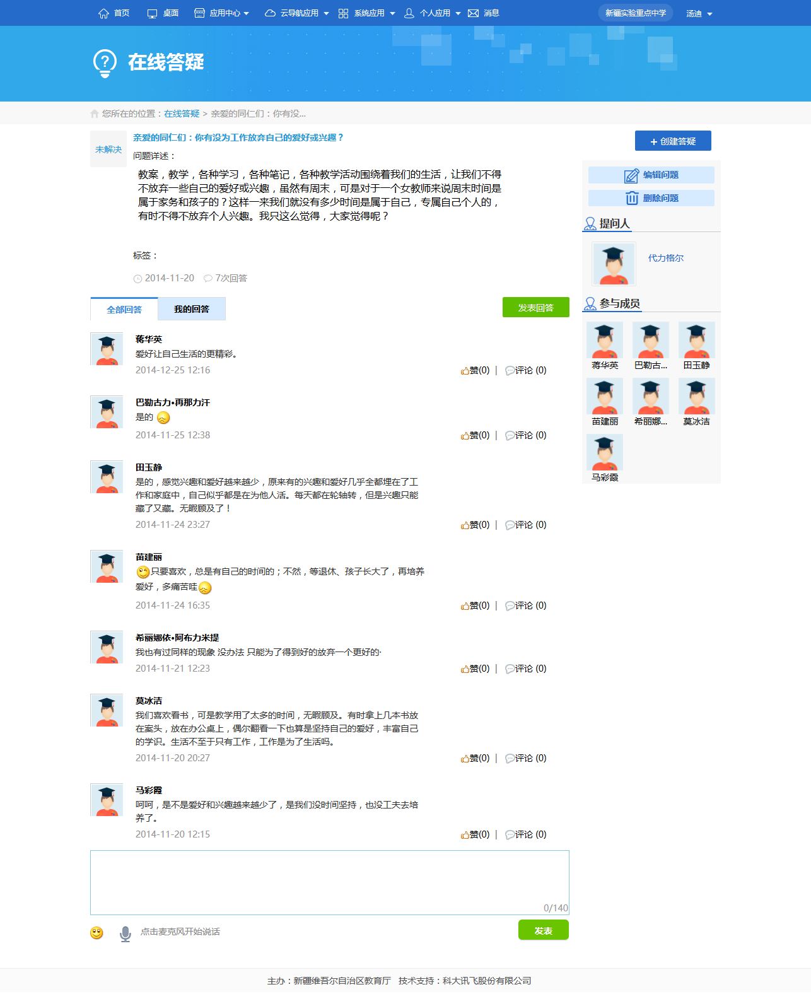 首页 桌面 应用中心 云导航应用 系统应用 个人应用 消息 新疆实验重点中学 汤迪
在线答疑
您所在的位置：在线答疑 > 亲爱的同仁们：你有没...
未解决
亲爱的同仁们：你有没为工作放弃自己的爱好或兴趣？
问题详述：
教案，教学，各种学习，各种笔记，各种教学活动围绕着我们的生活，让我们不得
不放弃一些自己的爱好或兴趣，虽然有周末，可是对于一个女教师来说周末时间是
属于家务和孩子的？这样一来我们就没有多少时间是属于自己，专属自己个人的，
有时不得不放弃个人兴趣。我只这么觉得，大家觉得呢？
标签：
2014-11-20 7次回答
+ 创建答疑
编辑问题
删除问题
提问人
代力格尔
参与成员
蒋华英 巴勒古... 田玉静
苗建丽 希丽娜... 莫冰洁
马彩霞
全部回答 我的回答 发表回答
蒋华英
爱好让自己生活的更精彩。
2014-12-25 12:16 赞(0) | 评论 (0)
巴勒古力•再那力汗
是的
2014-11-25 12:38 赞(0) | 评论 (0)
田玉静
是的，感觉兴趣和爱好越来越少，原来有的兴趣和爱好几乎全都埋在了工
作和家庭中，自己似乎都是在为他人活。每天都在轮轴转，但是兴趣只能
藏了又藏。无暇顾及了！
2014-11-24 23:27 赞(0) | 评论 (0)
苗建丽
只要喜欢，总是有自己的时间的；不然，等退休、孩子长大了，再培养
爱好，多痛苦哇
2014-11-24 16:35 赞(0) | 评论 (0)
希丽娜依•阿布力米提
我也有过同样的现象 没办法 只能为了得到好的放弃一个更好的·
2014-11-21 12:23 赞(0) | 评论 (0)
莫冰洁
我们喜欢看书，可是教学用了太多的时间，无暇顾及。有时拿上几本书放
在案头，放在办公桌上，偶尔翻看一下也算是坚持自己的爱好，丰富自己
的学识。生活不至于只有工作，工作是为了生活吗。
2014-11-20 20:27 赞(0) | 评论 (0)
马彩霞
呵呵，是不是爱好和兴趣越来越少了，是我们没时间坚持，也没工夫去培
养了。
2014-11-20 12:15 赞(0) | 评论 (0)
0/140
点击麦克风开始说话 发表
主办：新疆维吾尔自治区教育厅 技术支持：科大讯飞股份有限公司